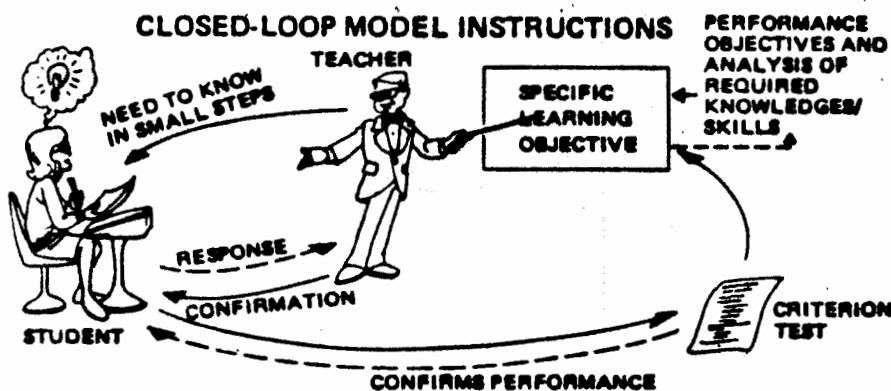 CLOSED-LOOP MODEL INSTRUCTIONS
TEACHER
NEED TO KNOW
IN SMALL STEPS
SPECIFIC
LEARNING
OBJECTIVE
PERFORMANCE
OBJECTIVES AND
ANALYSIS OF
REQUIRED
KNOWLEDGES/
SKILLS
RESPONSE
CONFIRMATION
STUDENT
CRITERION
TEST
CONFIRMS PERFORMANCE